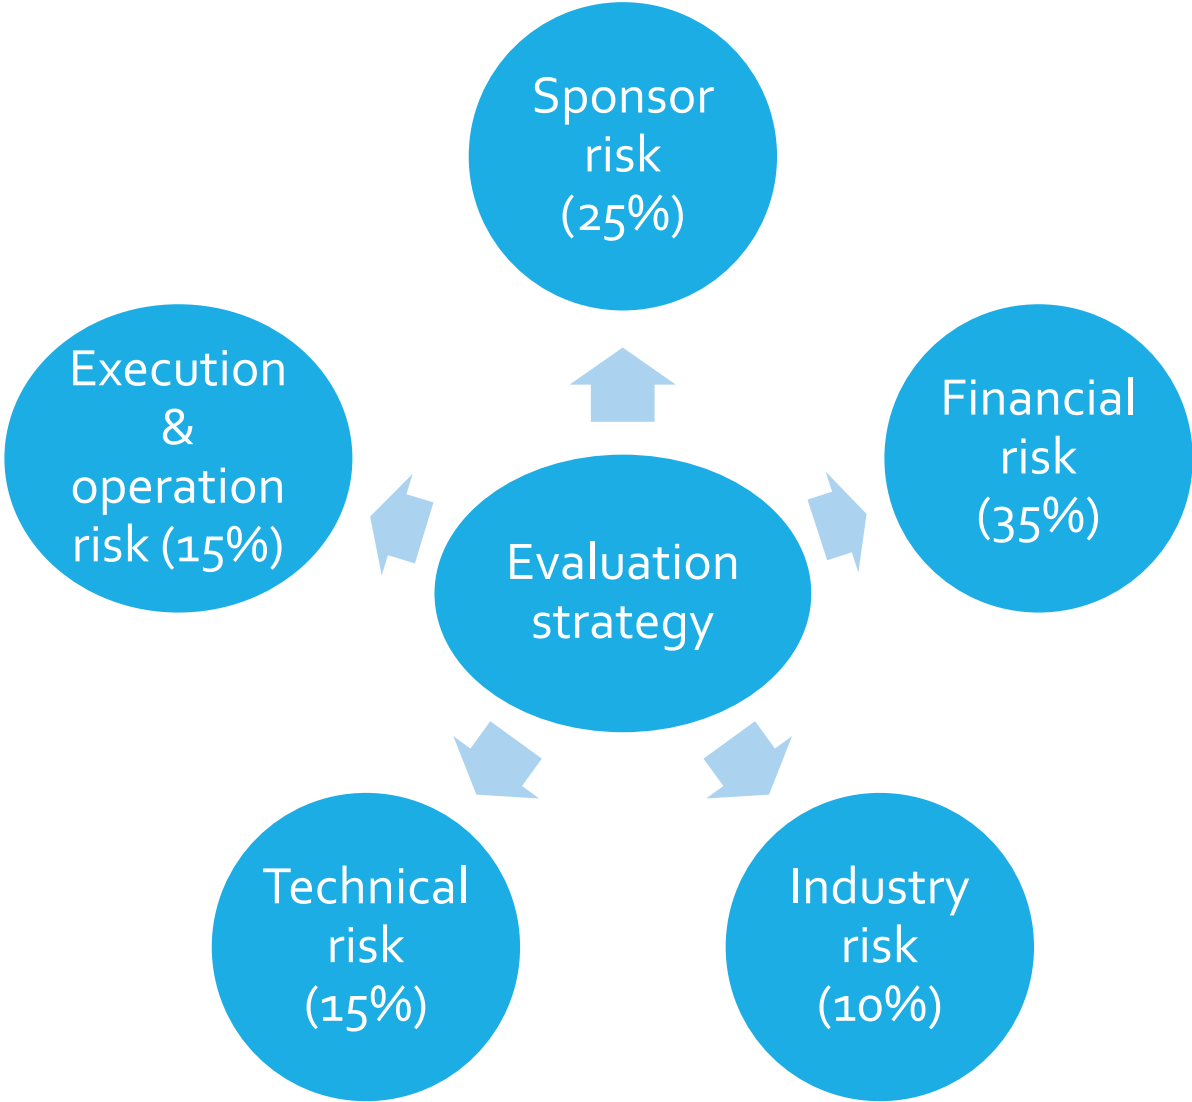 Sponsor
risk
(25%)
Execution
&
operation
risk (15%)
Financial
risk
(35%)
Evaluation
strategy
Technical
risk
(15%)
Industry
risk
(10%)